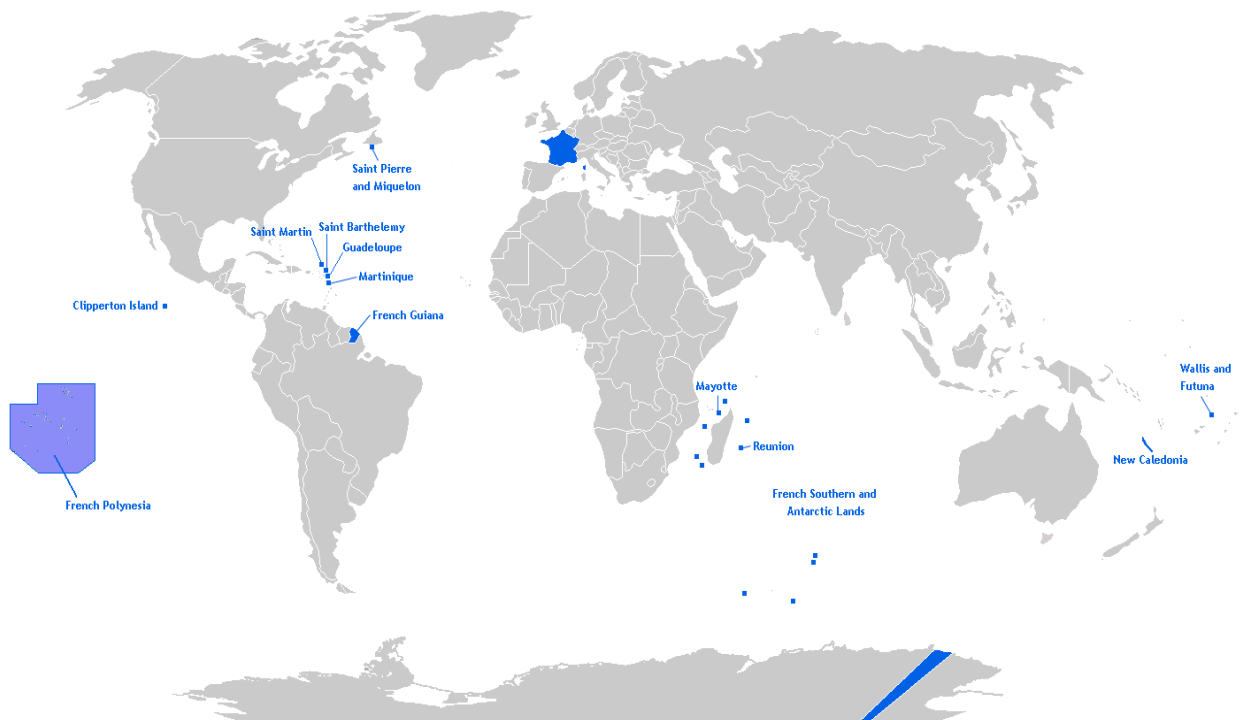 Saint Pierre
and Miquelon
Saint Martin
Saint Barthelemy
Guadeloupe
Martinique
Clipperton Island
French Guiana
Wallis and
Futuna
Mayotte
Reunion
New Caledonia
French Southern and
Antarctic Lands
French Polynesia